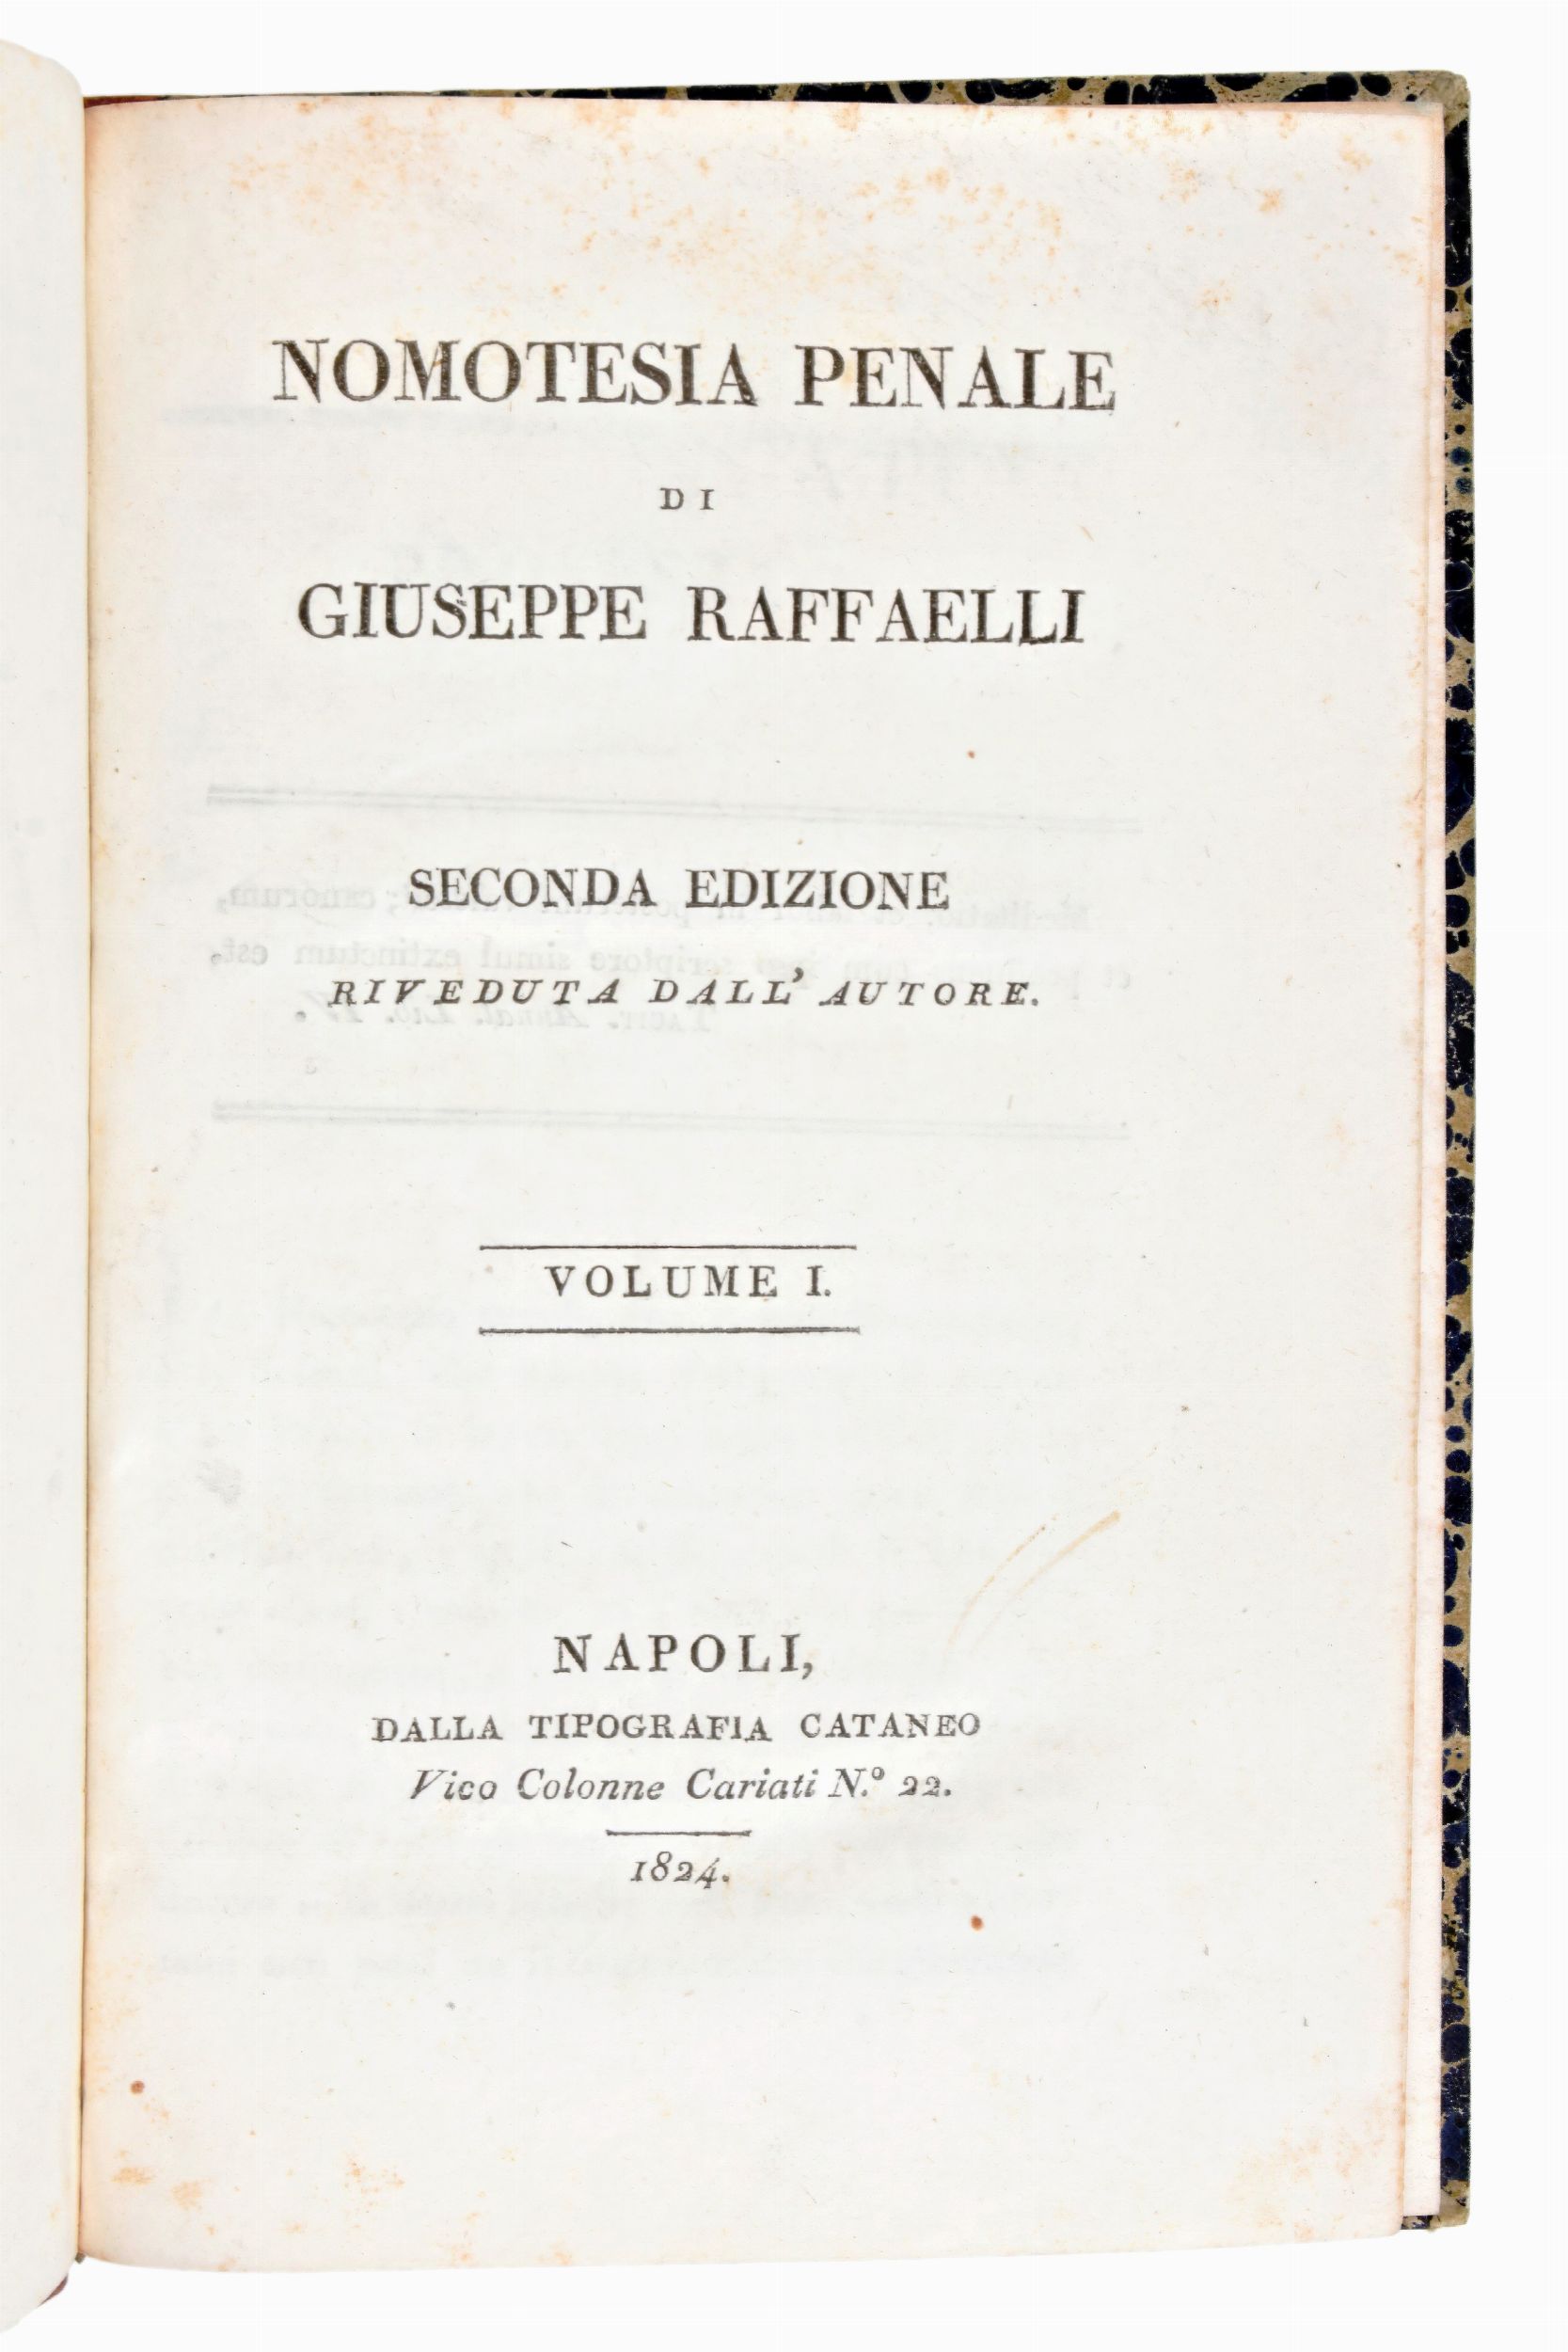 NOMOTESIA PENALE
DI
GIUSEPPE RAFFAELLI
SECONDA EDIZIONE
RIVEDUTA DALL' AUTORE.
VOLUME I.
NAPOLI,
DALLA TIPOGRAFIA CATANEO
Vico Colonne Cariati N.º 22.
1824.